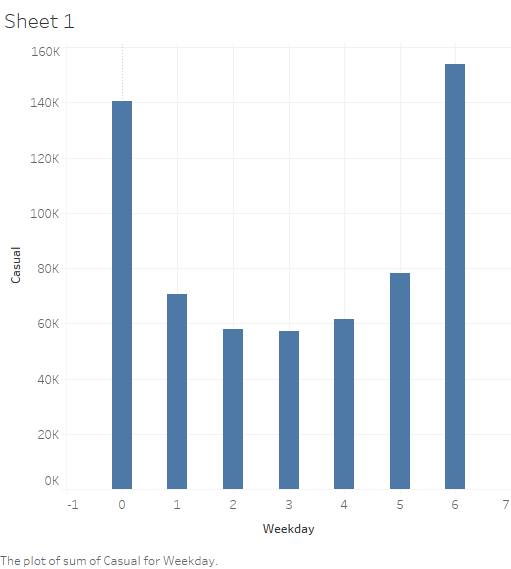 Sheet 1
160K
140K
120K
100K
80K
60K
40K
20K
0K
Casual
-1 0 1 2 3 4 5 6 7
Weekday
The plot of sum of Casual for Weekday.